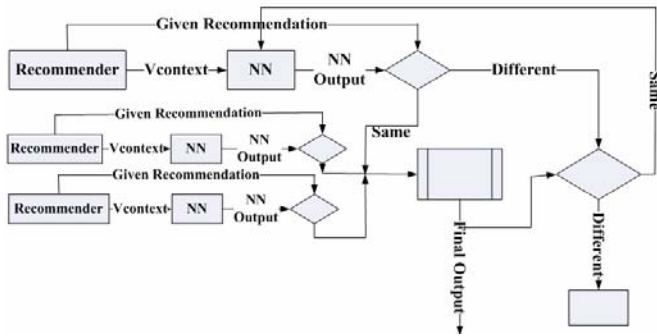 Given Recommendation
Recommender
Vcontext
NN
NN
Output
Different
Same
Same
Given Recommendation
Recommender
Vcontext
NN
NN
Output
Given Recommendation
Recommender
Vcontext
NN
NN
Output
Final Output
Different